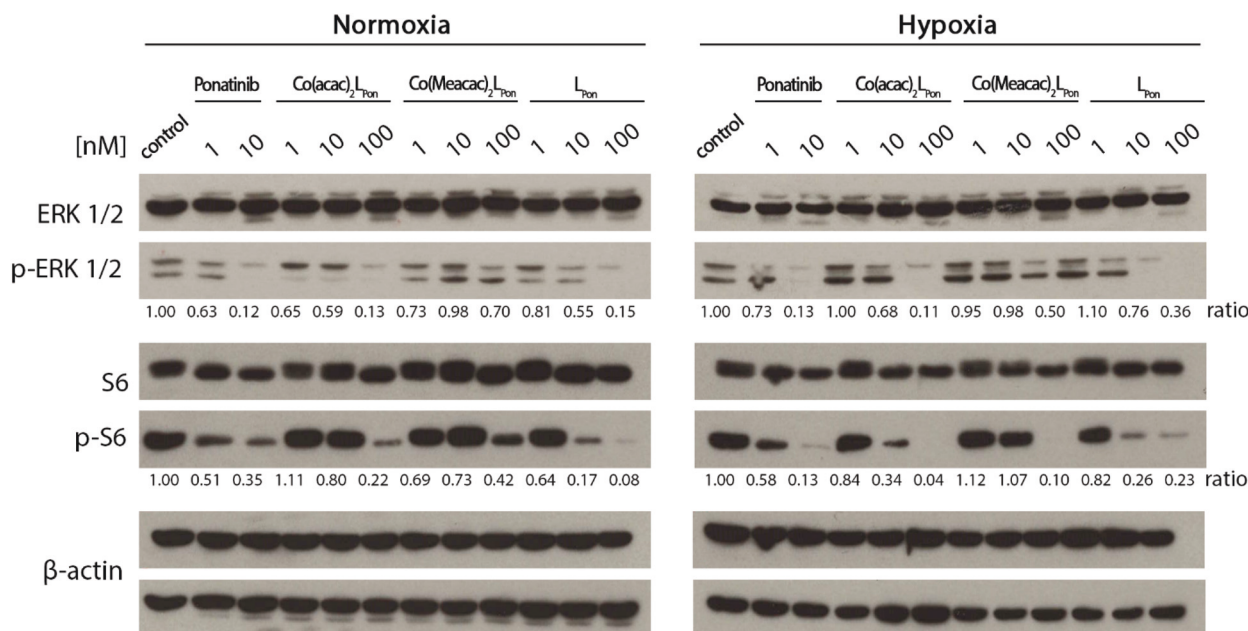 Normoxia Hypoxia
Ponatinib Co(acac)₂L_Pon Co(Meacac)₂L_Pon L_Pon Ponatinib Co(acac)₂L_Pon Co(Meacac)₂L_Pon L_Pon
[nM] control 1 10 1 10 100 1 10 100 1 10 100 control 1 10 1 10 100 1 10 100 1 10 100
ERK 1/2
p-ERK 1/2
1.00 0.63 0.12 0.65 0.59 0.13 0.73 0.98 0.70 0.81 0.55 0.15 1.00 0.73 0.13 1.00 0.68 0.11 0.95 0.98 0.50 1.10 0.76 0.36 ratio
S6
p-S6
1.00 0.51 0.35 1.11 0.80 0.22 0.69 0.73 0.42 0.64 0.17 0.08 1.00 0.58 0.13 0.84 0.34 0.04 1.12 1.07 0.10 0.82 0.26 0.23 ratio
β-actin